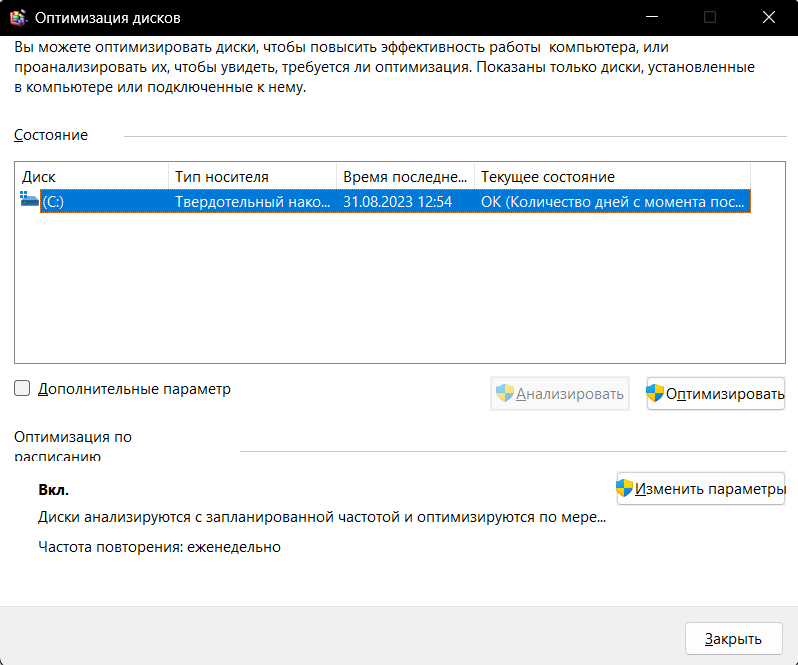 Оптимизация дисков
Вы можете оптимизировать диски, чтобы повысить эффективность работы компьютера, или
проанализировать их, чтобы увидеть, требуется ли оптимизация. Показаны только диски, установленные
в компьютере или подключенные к нему.
Состояние
Диск Тип носителя Время последне... Текущее состояние
(C:) Твердотельный нако... 31.08.2023 12:54 ОК (Количество дней с момента пос...
Дополнительные параметр
Анализировать Оптимизировать
Оптимизация по
расписанию
Вкл.
Изменить параметры
Диски анализируются с запланированной частотой и оптимизируются по мере...
Частота повторения: еженедельно
Закрыть